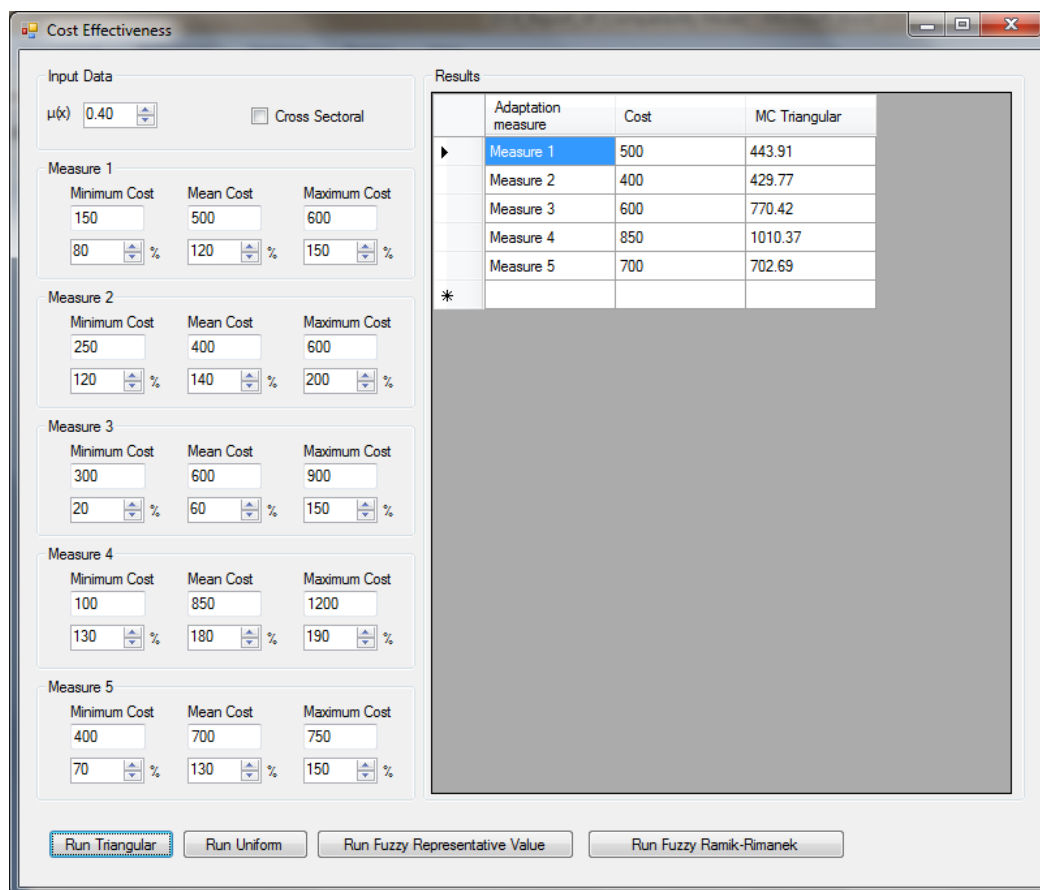 Cost Effectiveness
Input Data
μ(x) 0.40 Cross Sectoral
Measure 1
Minimum Cost Mean Cost Maximum Cost
150 500 600
80 % 120 % 150 %
Measure 2
Minimum Cost Mean Cost Maximum Cost
250 400 600
120 % 140 % 200 %
Measure 3
Minimum Cost Mean Cost Maximum Cost
300 600 900
20 % 60 % 150 %
Measure 4
Minimum Cost Mean Cost Maximum Cost
100 850 1200
130 % 180 % 190 %
Measure 5
Minimum Cost Mean Cost Maximum Cost
400 700 750
70 % 130 % 150 %
Results
Adaptation measure Cost MC Triangular
Measure 1 500 443.91
Measure 2 400 429.77
Measure 3 600 770.42
Measure 4 850 1010.37
Measure 5 700 702.69
Run Triangular Run Uniform Run Fuzzy Representative Value Run Fuzzy Ramik-Rimanek